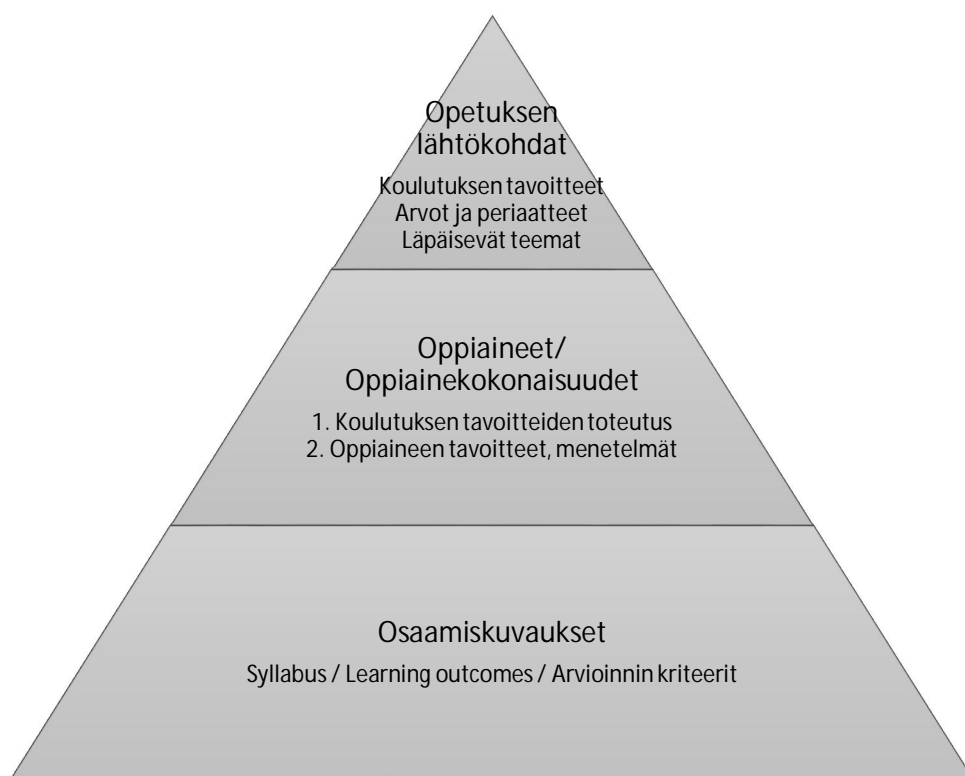 Opetuksen
lähtökohdat
Koulutuksen tavoitteet
Arvot ja periaatteet
Läpäisevät teemat
Oppiaineet/
Oppiainekokonaisuudet
1. Koulutuksen tavoitteiden toteutus
2. Oppiaineen tavoitteet, menetelmät
Osaamiskuvaukset
Syllabus / Learning outcomes / Arvioinnin kriteerit